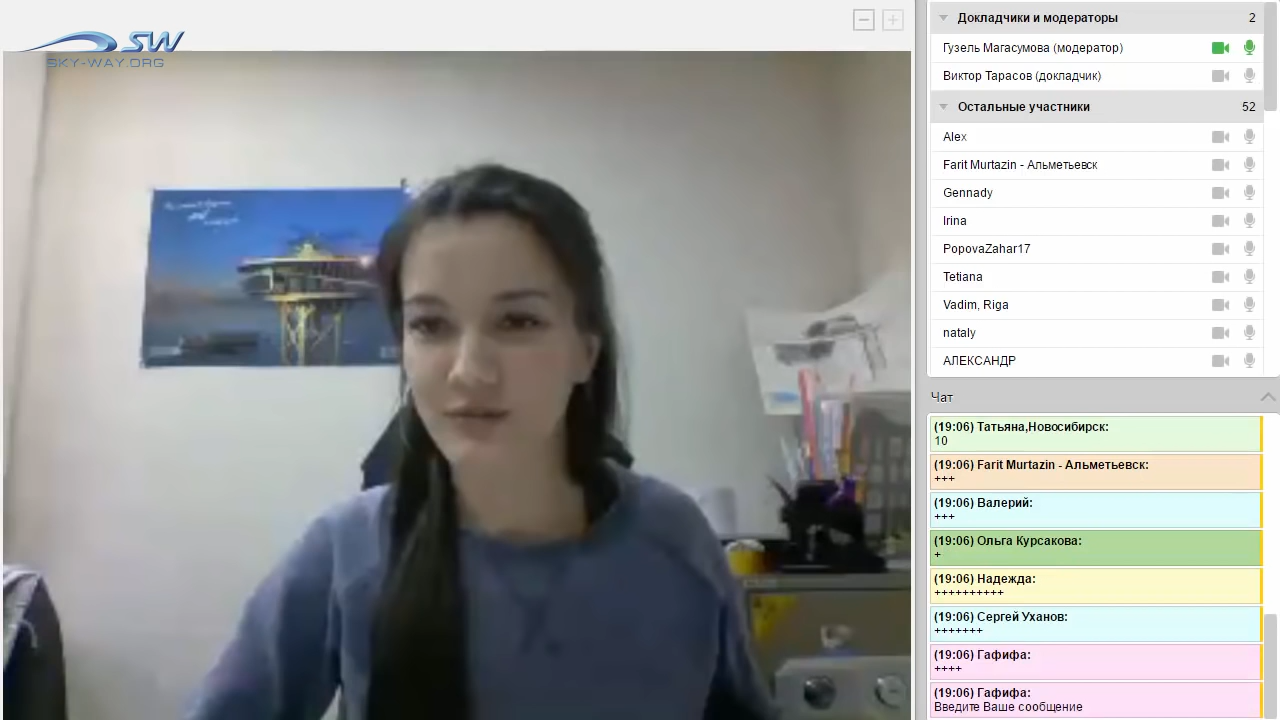 SW
SKY-WAY.ORG
Докладчики и модераторы 2
Гузель Магасумова (модератор)
Виктор Тарасов (докладчик)
Остальные участники 52
Alex
Farit Murtazin - Альметьевск
Gennady
Irina
PopovaZahar17
Tetiana
Vadim, Riga
nataly
АЛЕКСАНДР
Чат
(19:06) Татьяна,Новосибирск:
10
(19:06) Farit Murtazin - Альметьевск:
+++
(19:06) Валерий:
+++
(19:06) Ольга Курсакова:
+
(19:06) Надежда:
++++++++++
(19:06) Сергей Уханов:
+++++++
(19:06) Гафифа:
++++
(19:06) Гафифа:
Введите Ваше сообщение